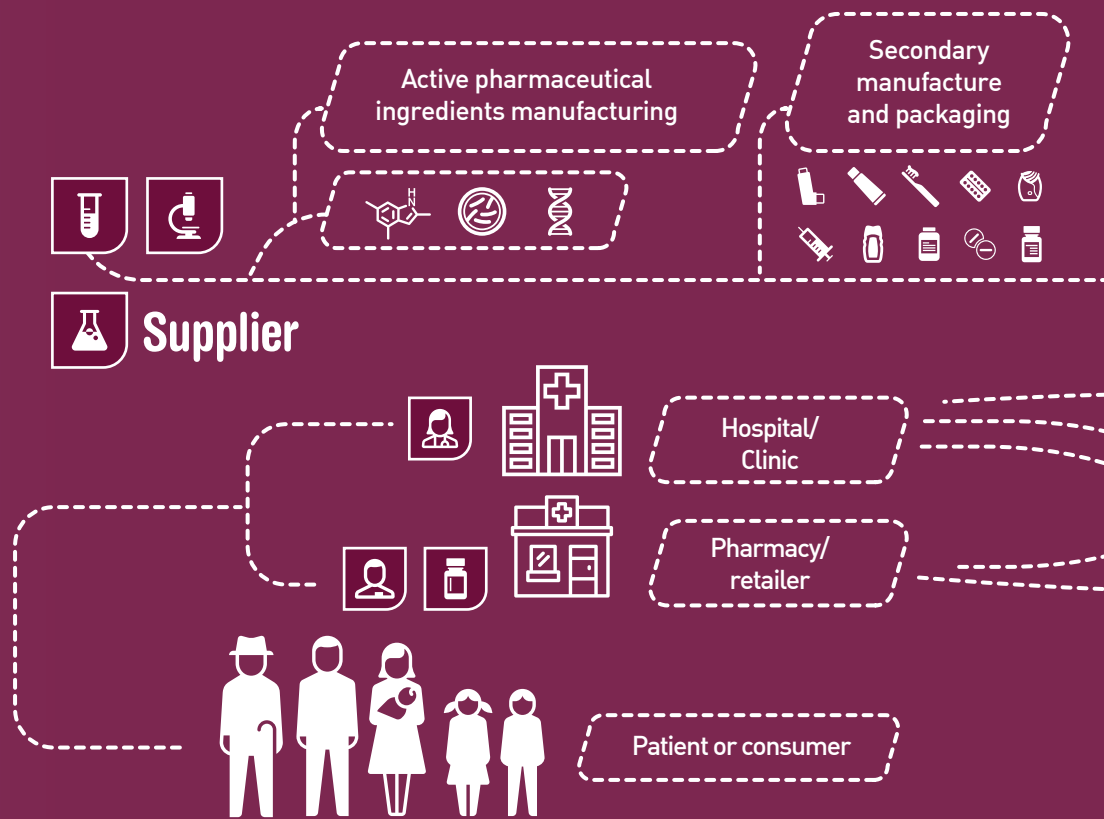 Active pharmaceutical
ingredients manufacturing
Secondary
manufacture
and packaging
H
N
Supplier
Hospital/
Clinic
Pharmacy/
retailer
Patient or consumer